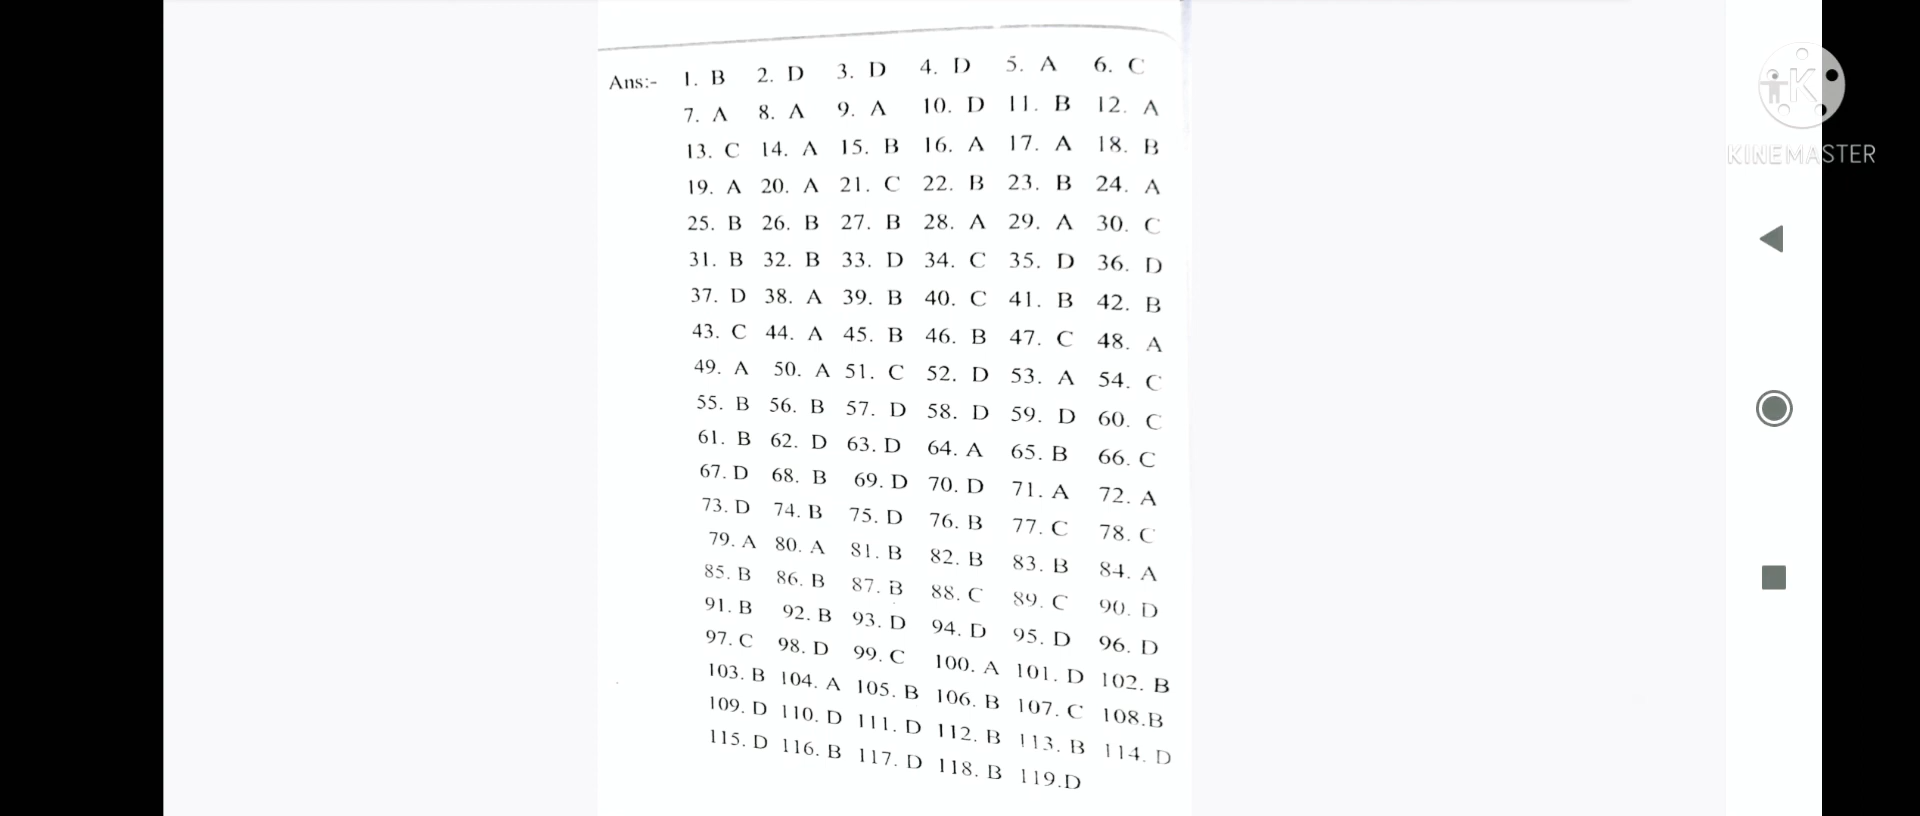 Ans:- 1. B 2. D 3. D 4. D 5. A 6. C
7. A 8. A 9. A 10. D 11. B 12. A
13. C 14. A 15. B 16. A 17. A 18. B
19. A 20. A 21. C 22. B 23. B 24. A
25. B 26. B 27. B 28. A 29. A 30. C
31. B 32. B 33. D 34. C 35. D 36. D
37. D 38. A 39. B 40. C 41. B 42. B
43. C 44. A 45. B 46. B 47. C 48. A
49. A 50. A 51. C 52. D 53. A 54. C
55. B 56. B 57. D 58. D 59. D 60. C
61. B 62. D 63. D 64. A 65. B 66. C
67. D 68. B 69. D 70. D 71. A 72. A
73. D 74. B 75. D 76. B 77. C 78. C
79. A 80. A 81. B 82. B 83. B 84. A
85. B 86. B 87. B 88. C 89. C 90. D
91. B 92. B 93. D 94. D 95. D 96. D
97. C 98. D 99. C 100. A 101. D 102. B
103. B 104. A 105. B 106. B 107. C 108.B
109. D 110. D 111. D 112. B 113. B 114. D
115. D 116. B 117. D 118. B 119.D
K
KINEMASTER